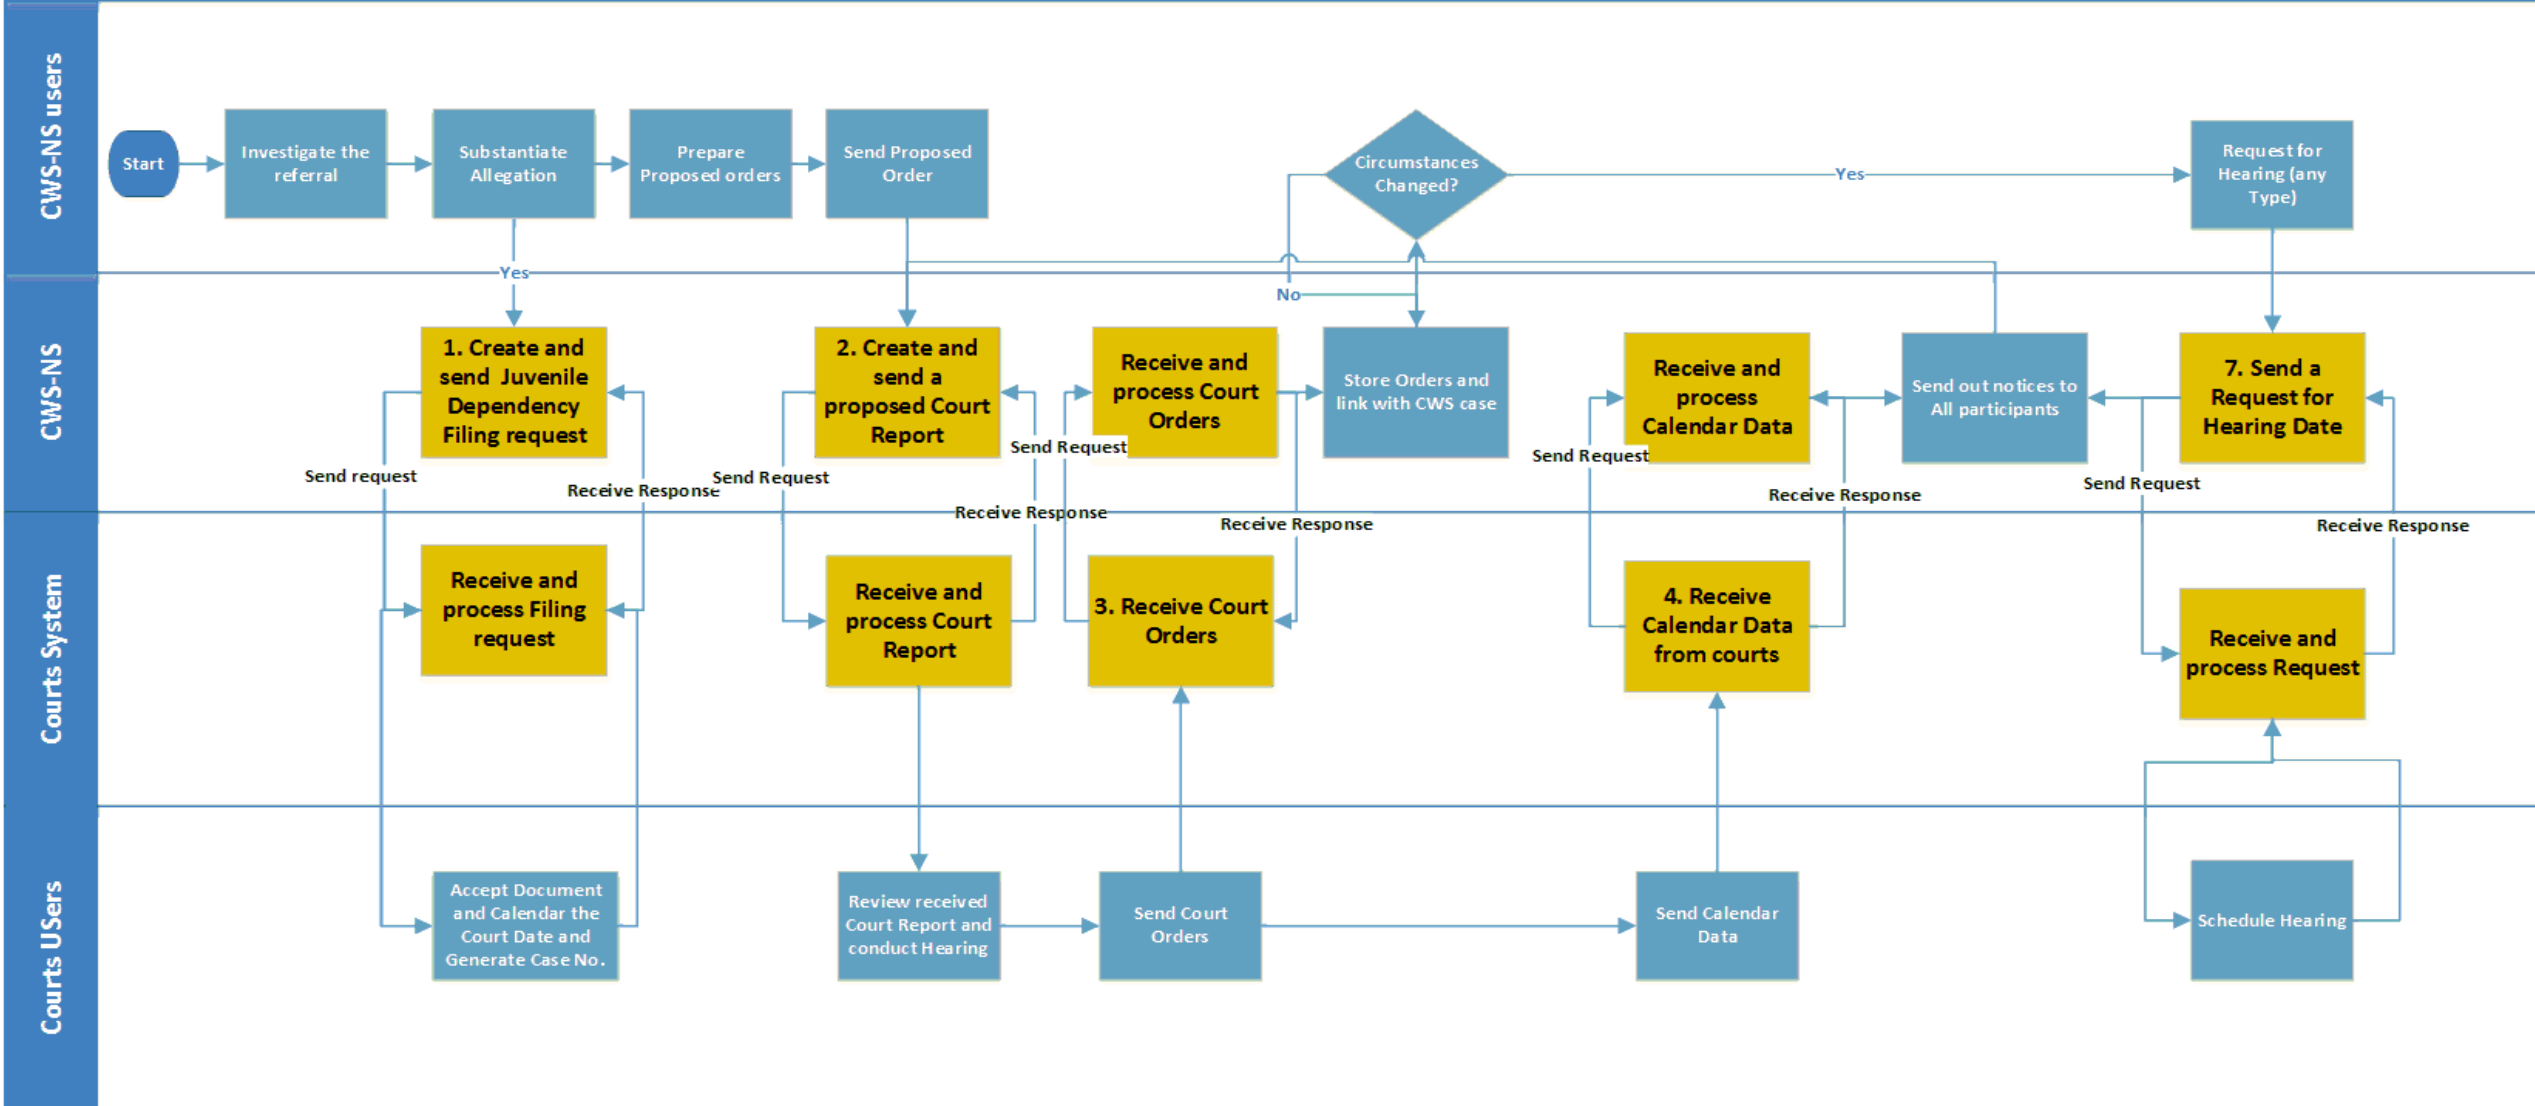 CWS-NS users
Start
Investigate the
referral
Substantiate
Allegation
Prepare
Proposed orders
Send Proposed
Order
Circumstances
Changed?
Yes
Request for
Hearing (any
Type)
Yes
No
CWS-NS
1. Create and
send Juvenile
Dependency
Filing request
2. Create and
send a
proposed Court
Report
Receive and
process Court
Orders
Store Orders and
link with CWS case
Receive and
process
Calendar Data
Send out notices to
All participants
7. Send a
Request for
Hearing Date
Send request
Receive Response
Send Request
Receive Response
Send Request
Receive Response
Send Request
Receive Response
Send Request
Receive Response
Courts System
Receive and
process Filing
request
Receive and
process Court
Report
3. Receive Court
Orders
4. Receive
Calendar Data
from courts
Receive and
process Request
Courts USers
Accept Document
and Calendar the
Court Date and
Generate Case No.
Review received
Court Report and
conduct Hearing
Send Court
Orders
Send Calendar
Data
Schedule Hearing